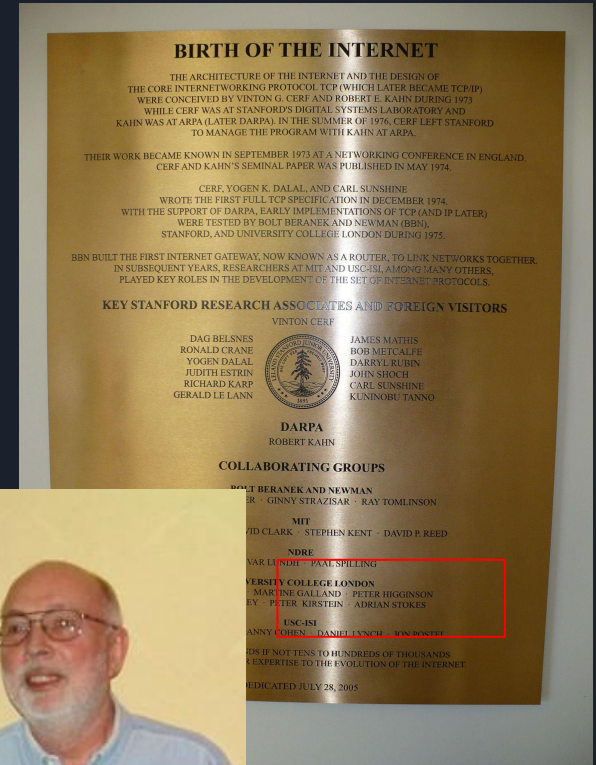 BIRTH OF THE INTERNET
THE ARCHITECTURE OF THE INTERNET AND THE DESIGN OF
THE CORE INTERNETWORKING PROTOCOL TCP (WHICH LATER BECAME TCP/IP)
WERE CONCEIVED BY VINTON G. CERF AND ROBERT E. KAHN DURING 1973
WHILE CERF WAS AT STANFORD'S DIGITAL SYSTEMS LABORATORY AND
KAHN WAS AT ARPA (LATER DARPA). IN THE SUMMER OF 1976, CERF LEFT STANFORD
TO MANAGE THE PROGRAM WITH KAHN AT ARPA.
THEIR WORK BECAME KNOWN IN SEPTEMBER 1973 AT A NETWORKING CONFERENCE IN ENGLAND.
CERF AND KAHN'S SEMINAL PAPER WAS PUBLISHED IN MAY 1974.
CERF, YOGEN K. DALAL, AND CARL SUNSHINE
WROTE THE FIRST FULL TCP SPECIFICATION IN DECEMBER 1974.
WITH THE SUPPORT OF DARPA, EARLY IMPLEMENTATIONS OF TCP (AND IP LATER)
WERE TESTED BY BOLT BERANEK AND NEWMAN (BBN),
STANFORD, AND UNIVERSITY COLLEGE LONDON DURING 1975.
BBN BUILT THE FIRST INTERNET GATEWAY, NOW KNOWN AS A ROUTER, TO LINK NETWORKS TOGETHER.
IN SUBSEQUENT YEARS, RESEARCHERS AT MIT AND USC-ISI, AMONG MANY OTHERS,
PLAYED KEY ROLES IN THE DEVELOPMENT OF THE SET OF INTERNET PROTOCOLS.
KEY STANFORD RESEARCH ASSOCIATES AND FOREIGN VISITORS
VINTON CERF
DAG BELSNES
RONALD CRANE
YOGEN DALAL
JUDITH ESTRIN
RICHARD KARP
GERALD LE LANN
JAMES MATHIS
BOB METCALFE
DARRYL RUBIN
JOHN SHOCH
CARL SUNSHINE
KUNINOBU TANNO
DARPA
ROBERT KAHN
COLLABORATING GROUPS
BOLT BERANEK AND NEWMAN
· GINNY STRAZISAR · RAY TOMLINSON
MIT
CLARK · STEPHEN KENT · DAVID P. REED
NDRE
LUNDH · PAAL SPILLING
COLLEGE LONDON
· MARTINE GALLAND · PETER HIGGINSON
· PETER KIRSTEIN · ADRIAN STOKES
USC-ISI
COHEN · DANIEL LYNCH · JON POSTEL
IF NOT TENS TO HUNDREDS OF THOUSANDS
EXPERTISE TO THE EVOLUTION OF THE INTERNET.
DEDICATED JULY 28, 2005